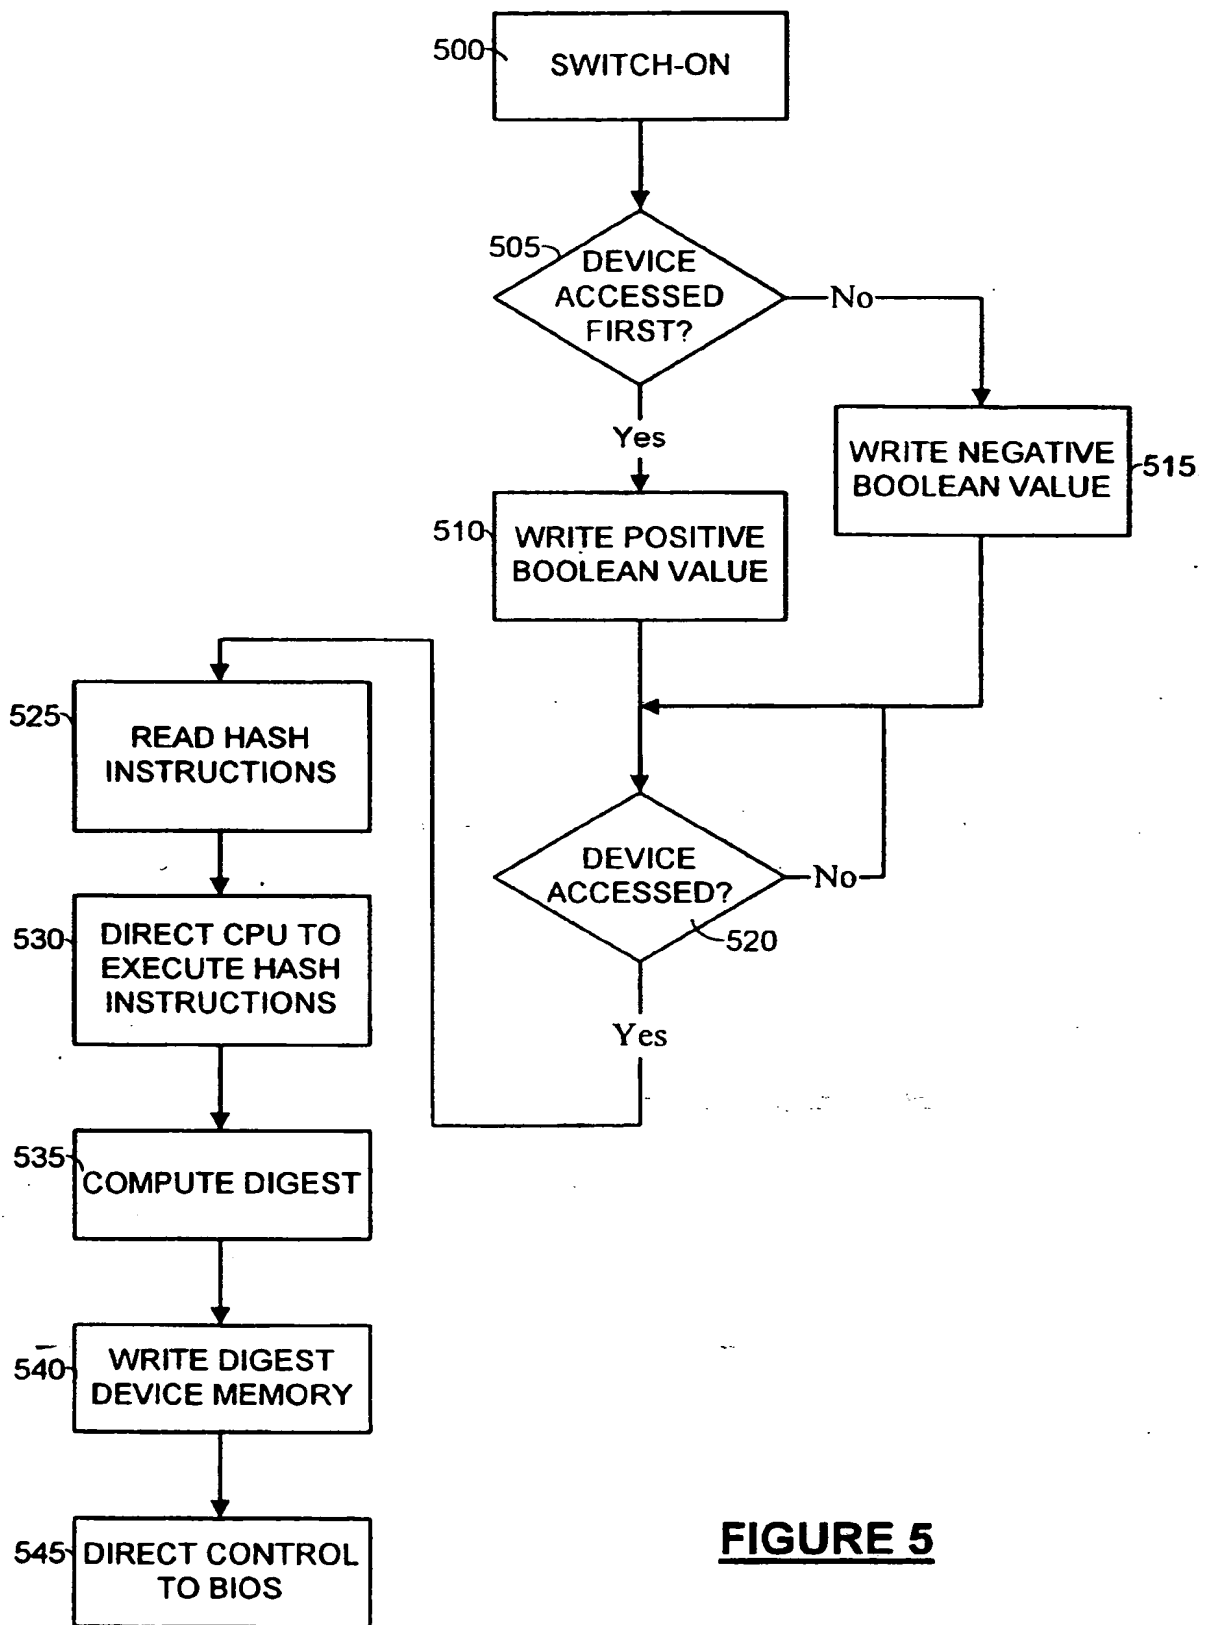 500
SWITCH-ON
505
DEVICE
ACCESSED
FIRST?
No
Yes
WRITE NEGATIVE
BOOLEAN VALUE
515
510
WRITE POSITIVE
BOOLEAN VALUE
DEVICE
ACCESSED?
No
520
Yes
525
READ HASH
INSTRUCTIONS
530
DIRECT CPU TO
EXECUTE HASH
INSTRUCTIONS
535
COMPUTE DIGEST
540
WRITE DIGEST
DEVICE MEMORY
545
DIRECT CONTROL
TO BIOS
FIGURE 5